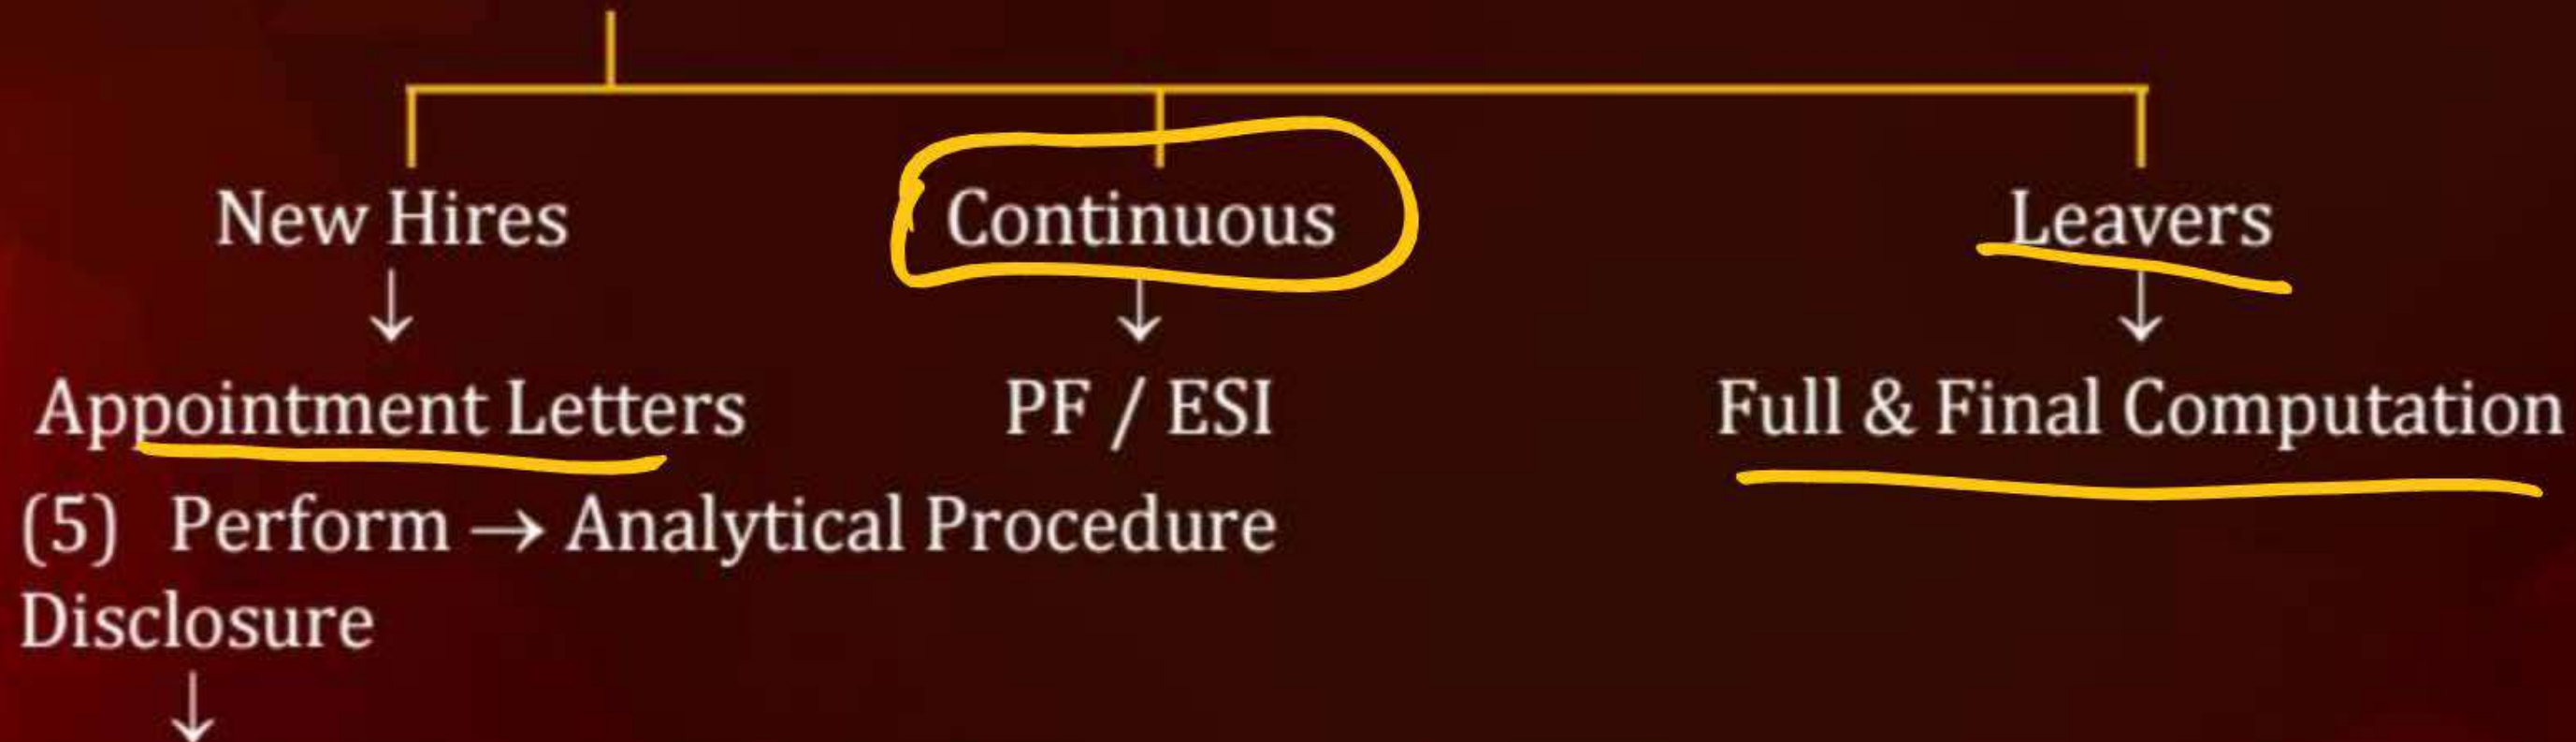 New Hires Continuous Leavers
↓ ↓ ↓
Appointment Letters PF / ESI Full & Final Computation
(5) Perform → Analytical Procedure
Disclosure
↓